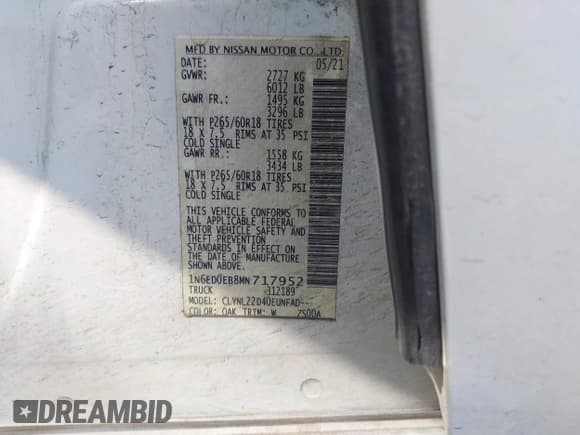 MFD BY NISSAN MOTOR CO.,LTD.
DATE: 05/21
GVWR: 2727 KG
6012 LB
GAWR FR.: 1495 KG
3296 LB
WITH P265/60R18 TIRES
18 X 7.5 RIMS AT 35 PSI
COLD SINGLE
GAWR RR.: 1558 KG
3434 LB
WITH P265/60R18 TIRES
18 X 7.5 RIMS AT 35 PSI
COLD SINGLE
THIS VEHICLE CONFORMS TO
ALL APPLICABLE FEDERAL
MOTOR VEHICLE SAFETY AND
THEFT PREVENTION
STANDARDS IN EFFECT ON
THE DATE OF MANUFACTURE
SHOWN ABOVE.
1N6ED0EB8MN717952
TRUCK 312189
MODEL: CLYNL22D40EUNFAD--
COLOR: QAK TRIM: W 7500A
DREAMBID